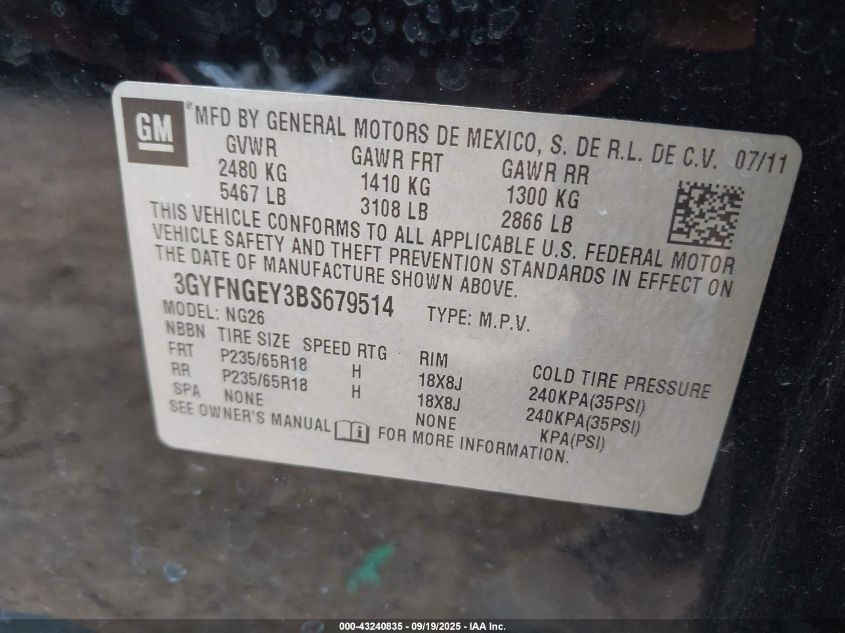 GM
® MFD BY GENERAL MOTORS DE MEXICO, S. DE R.L. DE C.V. 07/11
GVWR GAWR FRT GAWR RR
2480 KG 1410 KG 1300 KG
5467 LB 3108 LB 2866 LB
THIS VEHICLE CONFORMS TO ALL APPLICABLE U.S. FEDERAL MOTOR
VEHICLE SAFETY AND THEFT PREVENTION STANDARDS IN EFFECT ON
THE DATE OF MANUFACTURE SHOWN ABOVE.
3GYFNGEY3BS679514 TYPE: M.P.V.
MODEL: NG26
NBBN TIRE SIZE SPEED RTG RIM COLD TIRE PRESSURE
FRT P235/65R18 H 18X8J 240KPA(35PSI)
RR P235/65R18 H 18X8J 240KPA(35PSI)
SPA NONE NONE KPA(PSI)
SEE OWNER'S MANUAL FOR MORE INFORMATION.
000-43240835 - 09/19/2025 - IAA Inc.